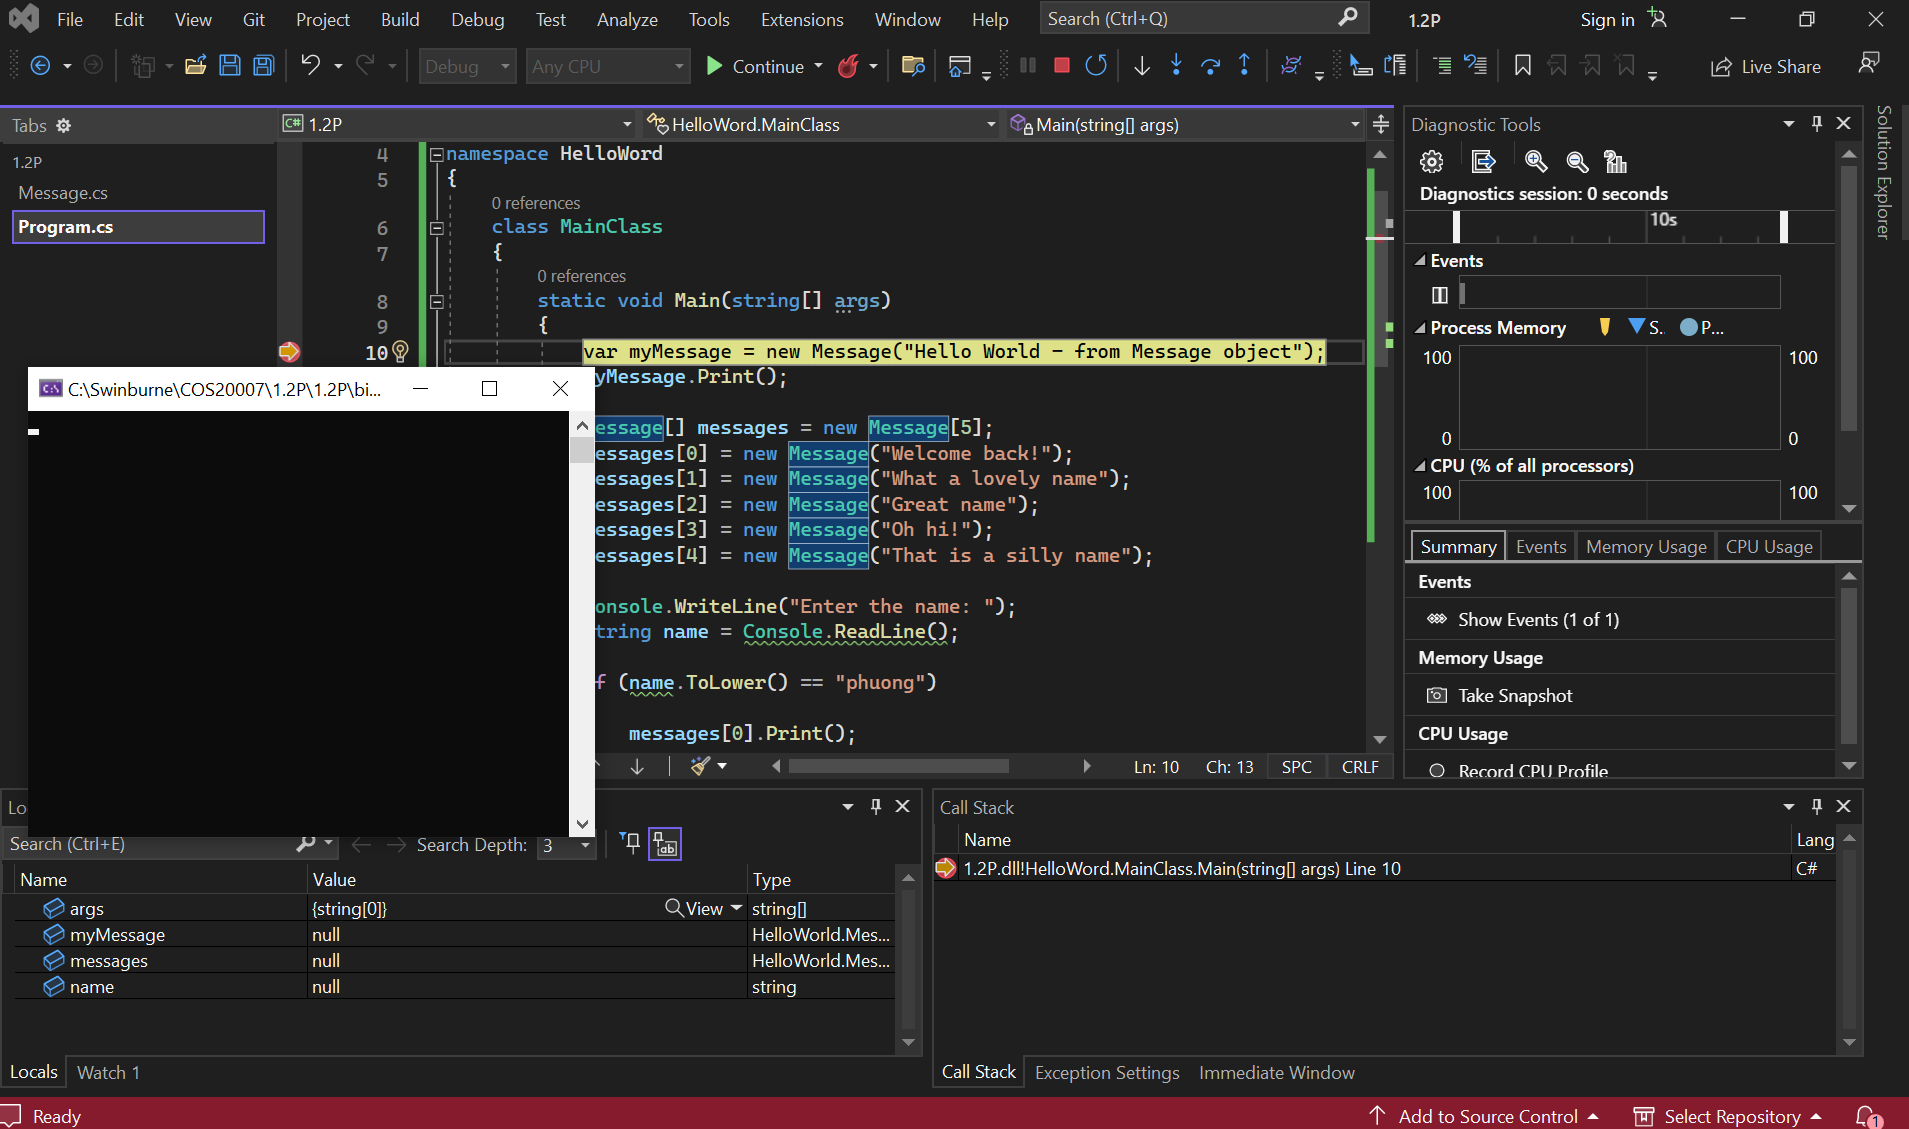 File Edit View Git Project Build Debug Test Analyze Tools Extensions Window Help Search (Ctrl+Q) 1.2P Sign in
Debug Any CPU Continue Live Share
Tabs
1.2P
Message.cs
Program.cs
C# 1.2P HelloWord.MainClass Main(string[] args)
4 namespace HelloWord
5 {
0 references
6 class MainClass
7 {
0 references
8 static void Main(string[] args)
9 {
10 var myMessage = new Message("Hello World - from Message object");
yMessage.Print();
essage[] messages = new Message[5];
essages[0] = new Message("Welcome back!");
essages[1] = new Message("What a lovely name");
essages[2] = new Message("Great name");
essages[3] = new Message("Oh hi!");
essages[4] = new Message("That is a silly name");
onsole.WriteLine("Enter the name: ");
tring name = Console.ReadLine();
f (name.ToLower() == "phuong")
messages[0].Print();
Ln: 10 Ch: 13 SPC CRLF
C:\Swinburne\COS20007\1.2P\1.2P\bi...
Diagnostic Tools
Diagnostics session: 0 seconds
10s
Events
Process Memory S. P...
100 100
0 0
CPU (% of all processors)
100 100
Summary Events Memory Usage CPU Usage
Events
Show Events (1 of 1)
Memory Usage
Take Snapshot
CPU Usage
Record CPU Profile
Solution Explorer
Lo
Search (Ctrl+E) Search Depth: 3
Name Value Type
args {string[0]} View string[]
myMessage null HelloWorld.Mes...
messages null HelloWorld.Mes...
name null string
Locals Watch 1
Call Stack
Name Lang
1.2P.dll!HelloWord.MainClass.Main(string[] args) Line 10 C#
Call Stack Exception Settings Immediate Window
Ready Add to Source Control Select Repository 1